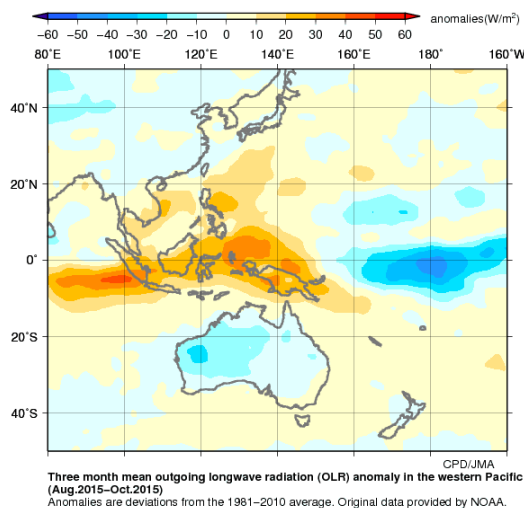 anomalies(W/m²)
−60 −50 −40 −30 −20 −10 0 10 20 30 40 50 60
80°E 100°E 120°E 140°E 160°E 180° 160°W
40°N
20°N
0°
20°S
40°S
CPD/JMA
Three month mean outgoing longwave radiation (OLR) anomaly in the western Pacific
(Aug.2015−Oct.2015)
Anomalies are deviations from the 1981−2010 average. Original data provided by NOAA.